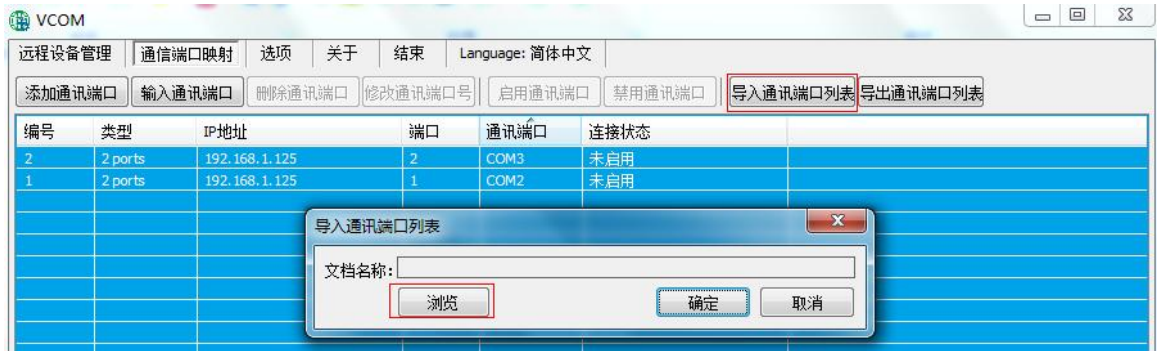 VCOM
远程设备管理 通信端口映射 选项 关于 结束 Language: 简体中文
添加通讯端口 输入通讯端口 删除通讯端口 修改通讯端口号 启用通讯端口 禁用通讯端口 导入通讯端口列表 导出通讯端口列表
编号 类型 IP地址 端口 通讯端口 连接状态
2 2 ports 192.168.1.125 2 COM3 未启用
1 2 ports 192.168.1.125 1 COM2 未启用
导入通讯端口列表
文档名称:
浏览 确定 取消